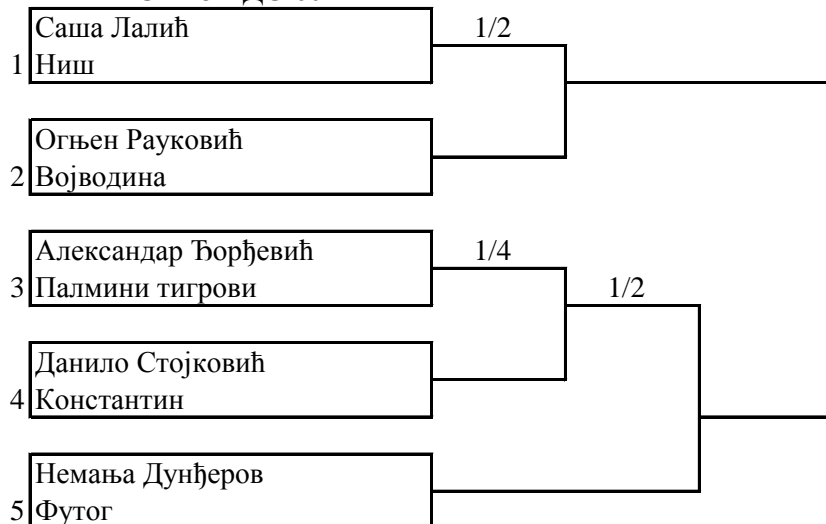 Саша Лалић 1/2
1 Ниш
Огњен Рауковић
2 Војводина
Александар Ђорђевић 1/4
3 Палмини тигрови 1/2
Данило Стојковић
4 Константин
Немања Дунђеров
5 Футог